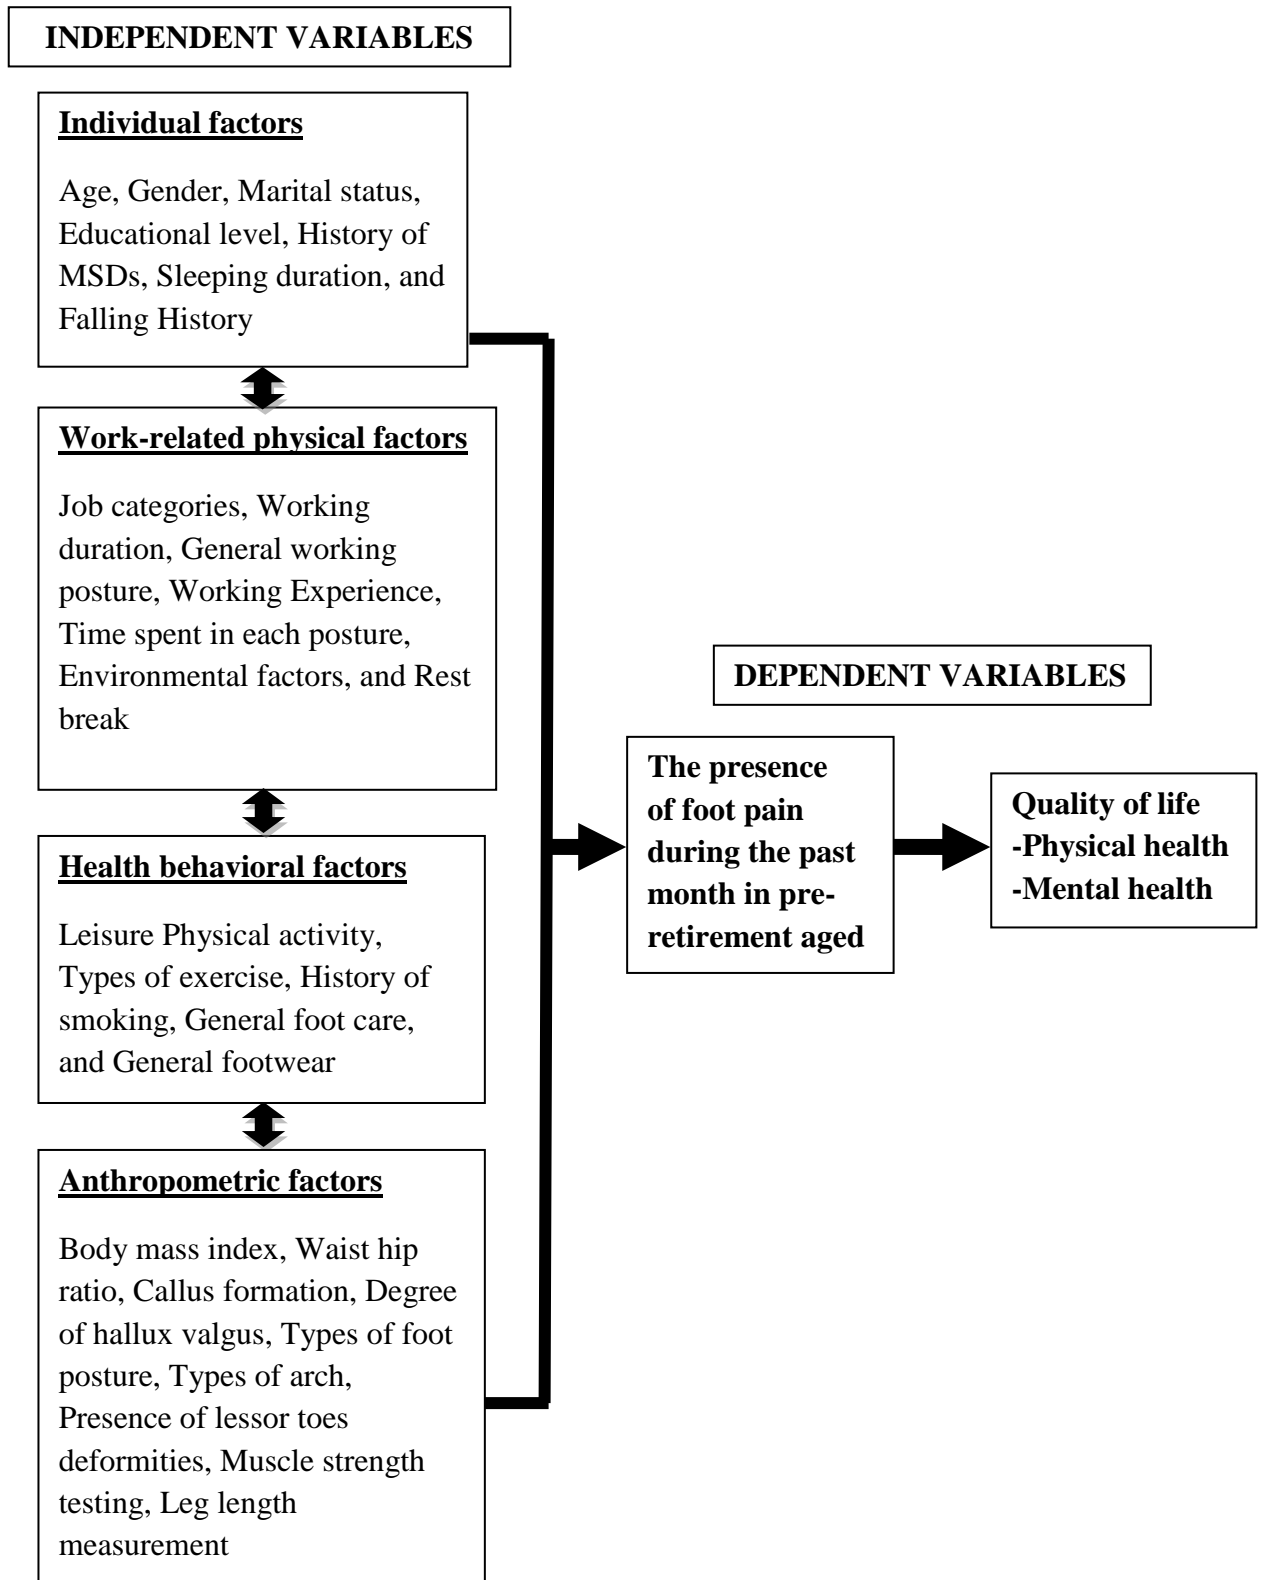 INDEPENDENT VARIABLES
Individual factors
Age, Gender, Marital status,
Educational level, History of
MSDs, Sleeping duration, and
Falling History
Work-related physical factors
Job categories, Working
duration, General working
posture, Working Experience,
Time spent in each posture,
Environmental factors, and Rest
break
Health behavioral factors
Leisure Physical activity,
Types of exercise, History of
smoking, General foot care,
and General footwear
Anthropometric factors
Body mass index, Waist hip
ratio, Callus formation, Degree
of hallux valgus, Types of foot
posture, Types of arch,
Presence of lessor toes
deformities, Muscle strength
testing, Leg length
measurement
DEPENDENT VARIABLES
The presence
of foot pain
during the past
month in pre-
retirement aged
Quality of life
-Physical health
-Mental health